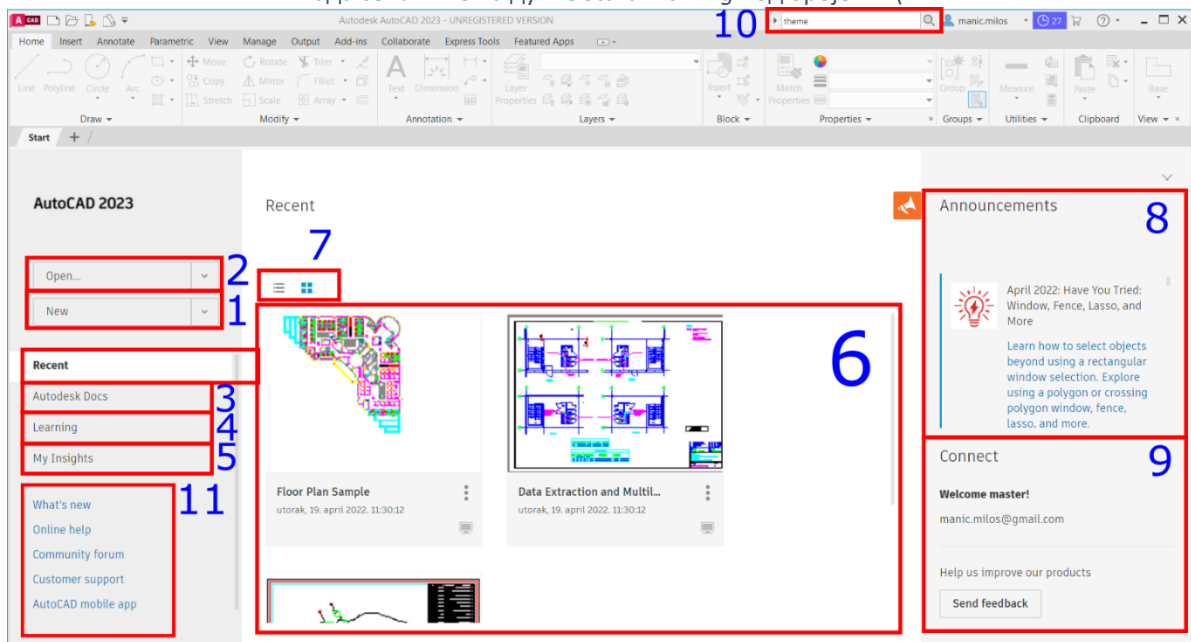 Autodesk AutoCAD 2023 - UNREGISTERED VERSION
10
theme
manic.milos
27
A CAD
Home Insert Annotate Parametric View Manage Output Add-ins Collaborate Express Tools Featured Apps
Line Polyline Circle Arc
Move Rotate Trim
Copy Mirror Fillet
Stretch Scale Array
Text Dimension
Layer
Properties
Insert
Match
Properties
Group
Measure
Paste
Base
Draw Modify Annotation Layers Block Properties Groups Utilities Clipboard View
Start
AutoCAD 2023
Open...
2
New
1
Recent
Autodesk Docs
3
Learning
4
My Insights
5
11
What's new
Online help
Community forum
Customer support
AutoCAD mobile app
Recent
7
6
Floor Plan Sample
utorak, 19. april 2022. 11:30:12
Data Extraction and Multil...
utorak, 19. april 2022. 11:30:12
Announcements
8
April 2022: Have You Tried:
Window, Fence, Lasso, and
More
Learn how to select objects
beyond using a rectangular
window selection. Explore
using a polygon or crossing
polygon window, fence,
lasso, and more.
Connect
9
Welcome master!
manic.milos@gmail.com
Help us improve our products
Send feedback